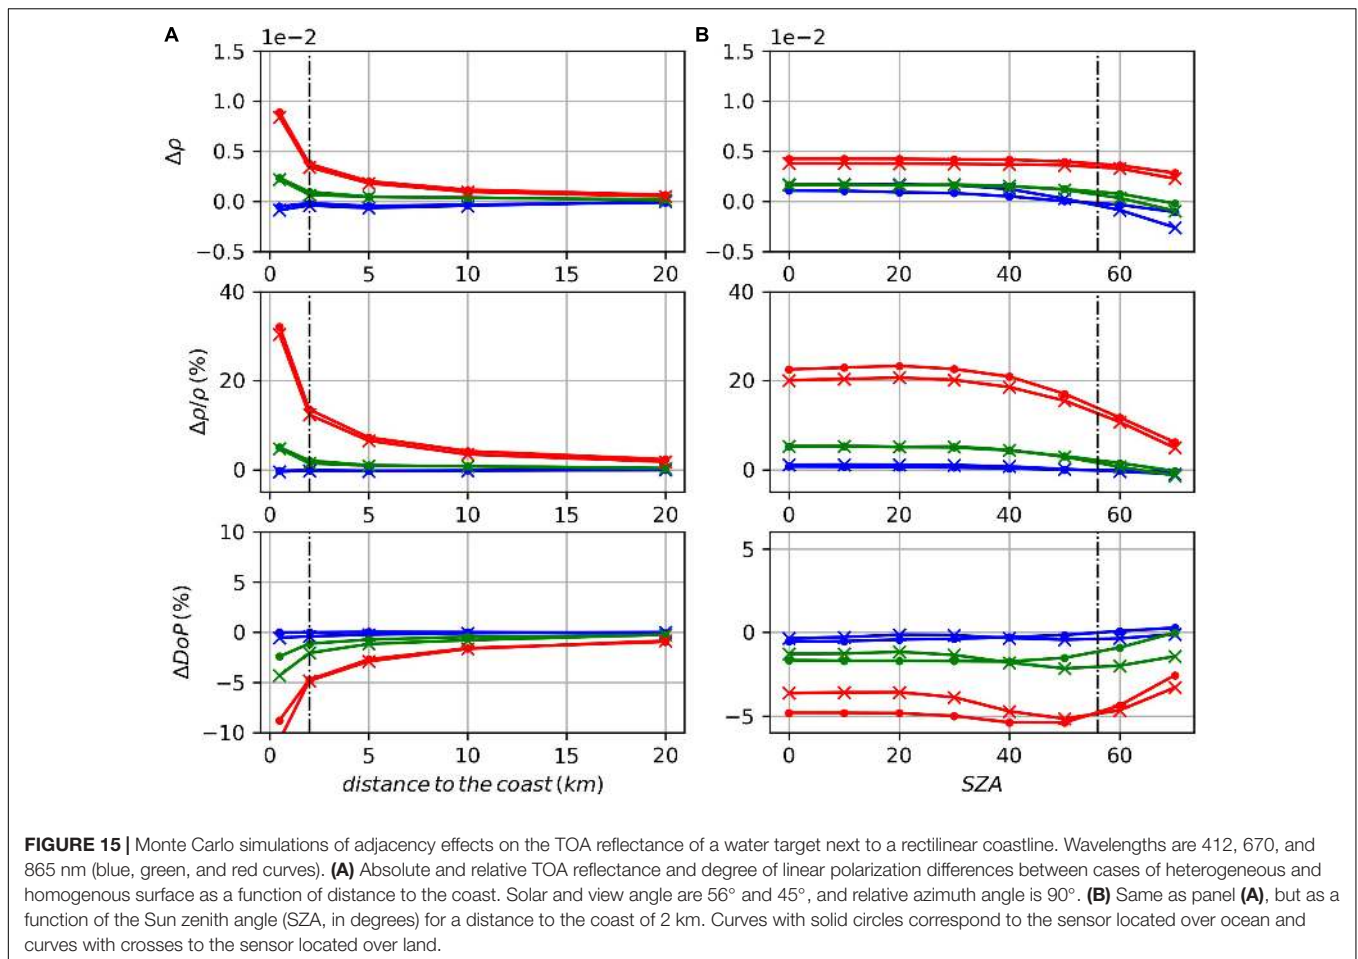 A
B
1e−2
1e−2
1.5
1.0
0.5
0.0
−0.5
Δρ
0 5 10 15 20
1.5
1.0
0.5
0.0
−0.5
0 20 40 60
40
20
0
Δρ/ρ (%)
0 5 10 15 20
40
20
0
0 20 40 60
10
5
0
−5
−10
ΔDoP (%)
0 5 10 15 20
distance to the coast (km)
5
0
−5
0 20 40 60
SZA
FIGURE 15 | Monte Carlo simulations of adjacency effects on the TOA reflectance of a water target next to a rectilinear coastline. Wavelengths are 412, 670, and
865 nm (blue, green, and red curves). (A) Absolute and relative TOA reflectance and degree of linear polarization differences between cases of heterogeneous and
homogenous surface as a function of distance to the coast. Solar and view angle are 56° and 45°, and relative azimuth angle is 90°. (B) Same as panel (A), but as a
function of the Sun zenith angle (SZA, in degrees) for a distance to the coast of 2 km. Curves with solid circles correspond to the sensor located over ocean and
curves with crosses to the sensor located over land.